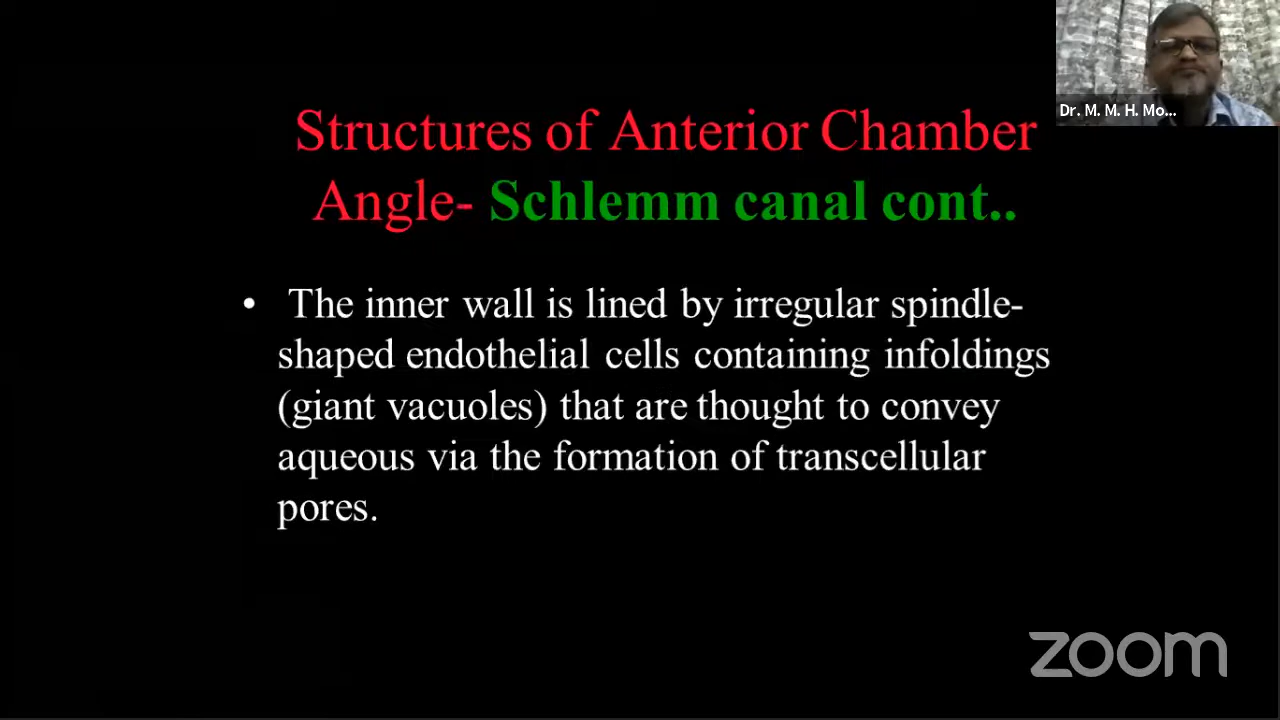 Dr. M. M. H. Mo...
Structures of Anterior Chamber
Angle- Schlemm canal cont..
• The inner wall is lined by irregular spindle-
shaped endothelial cells containing infoldings
(giant vacuoles) that are thought to convey
aqueous via the formation of transcellular
pores.
zoom